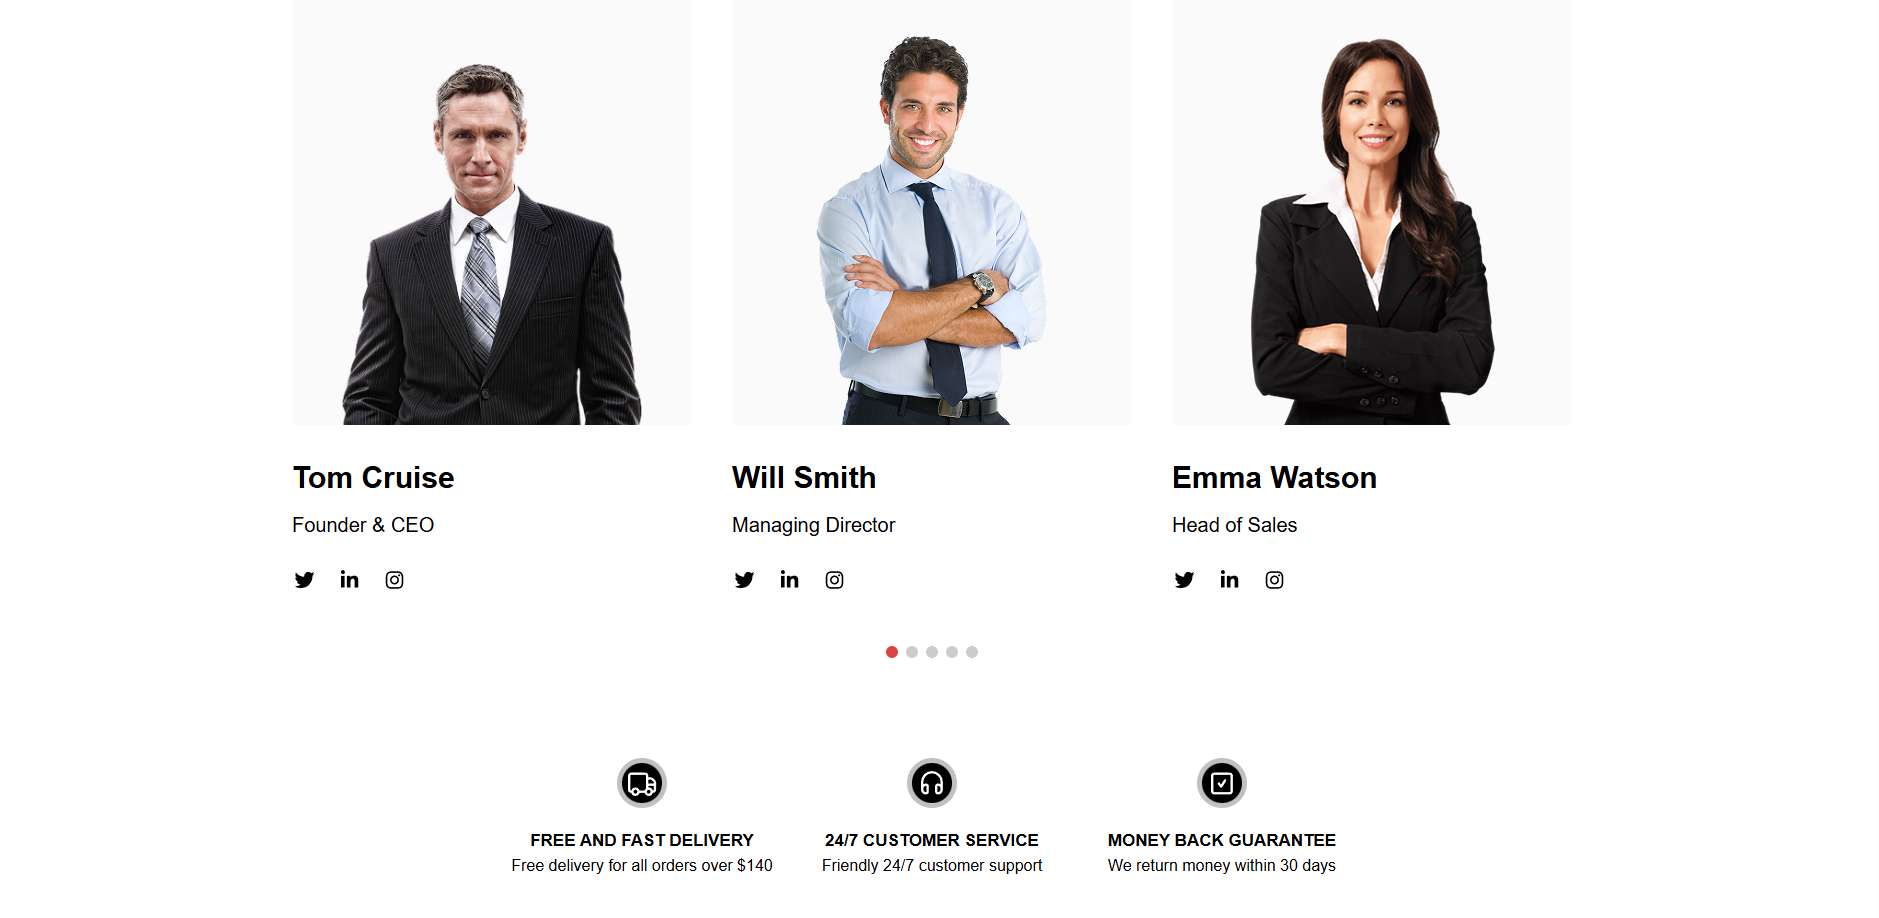 Tom Cruise
Founder & CEO
Will Smith
Managing Director
Emma Watson
Head of Sales
FREE AND FAST DELIVERY
Free delivery for all orders over $140
24/7 CUSTOMER SERVICE
Friendly 24/7 customer support
MONEY BACK GUARANTEE
We return money within 30 days